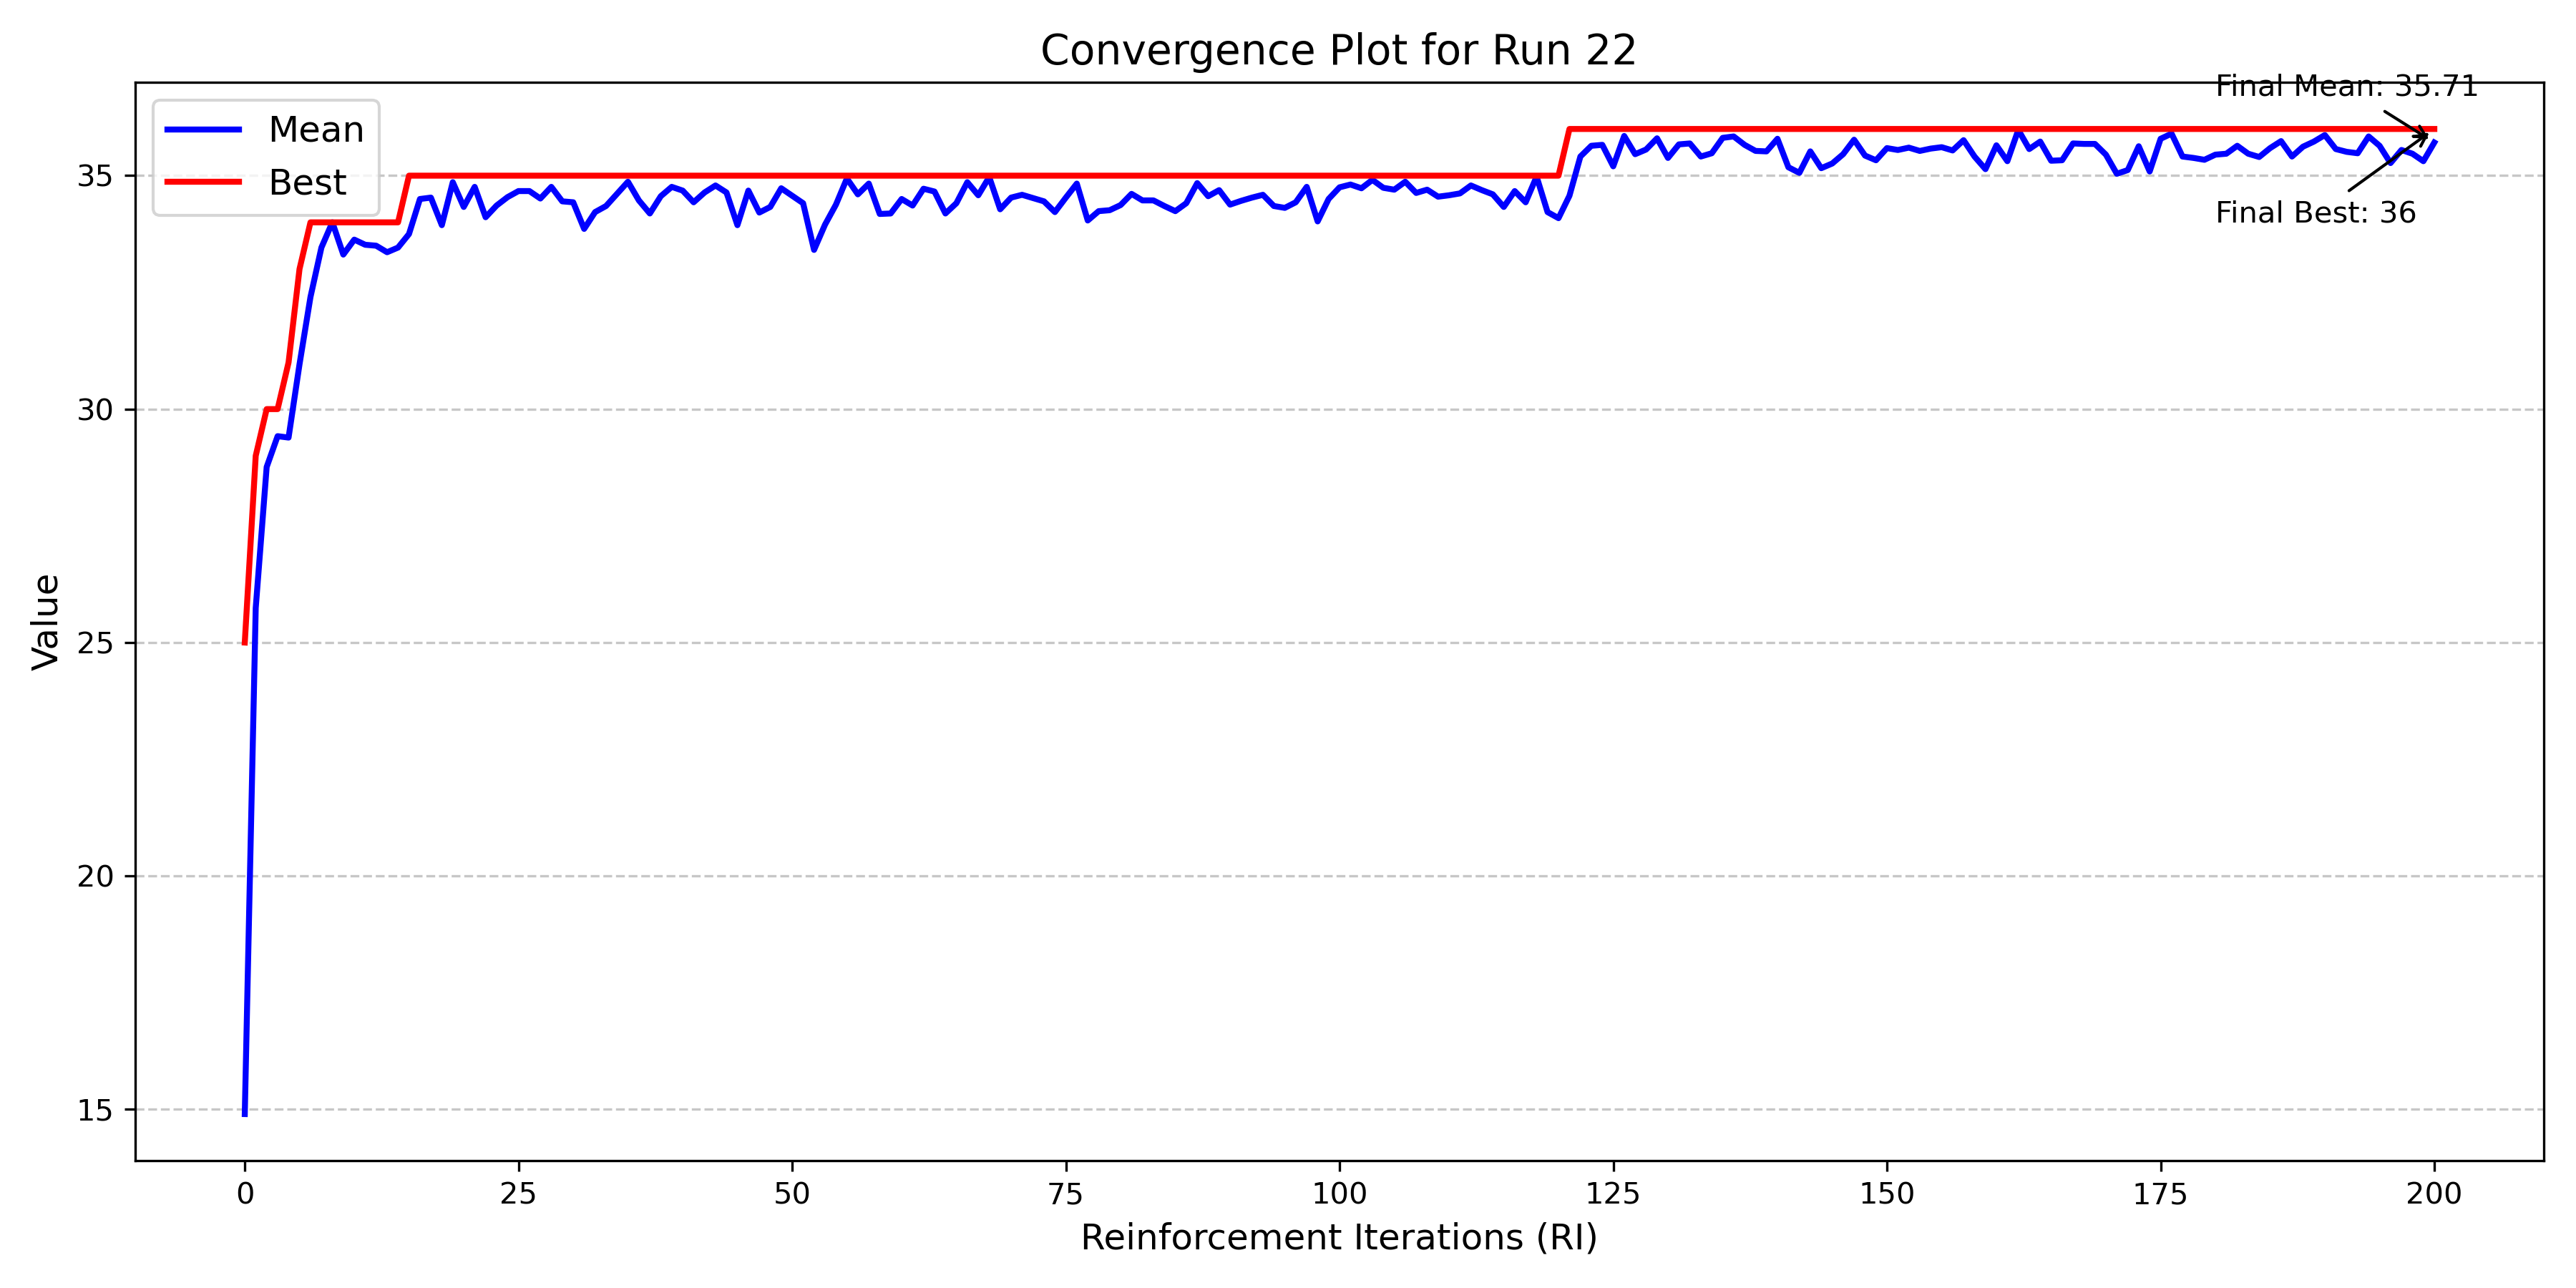 Convergence Plot for Run 22
Final Mean: 35.71
Mean
Best
Final Best: 36
35
30
25
20
15
Value
0 25 50 75 100 125 150 175 200
Reinforcement Iterations (RI)